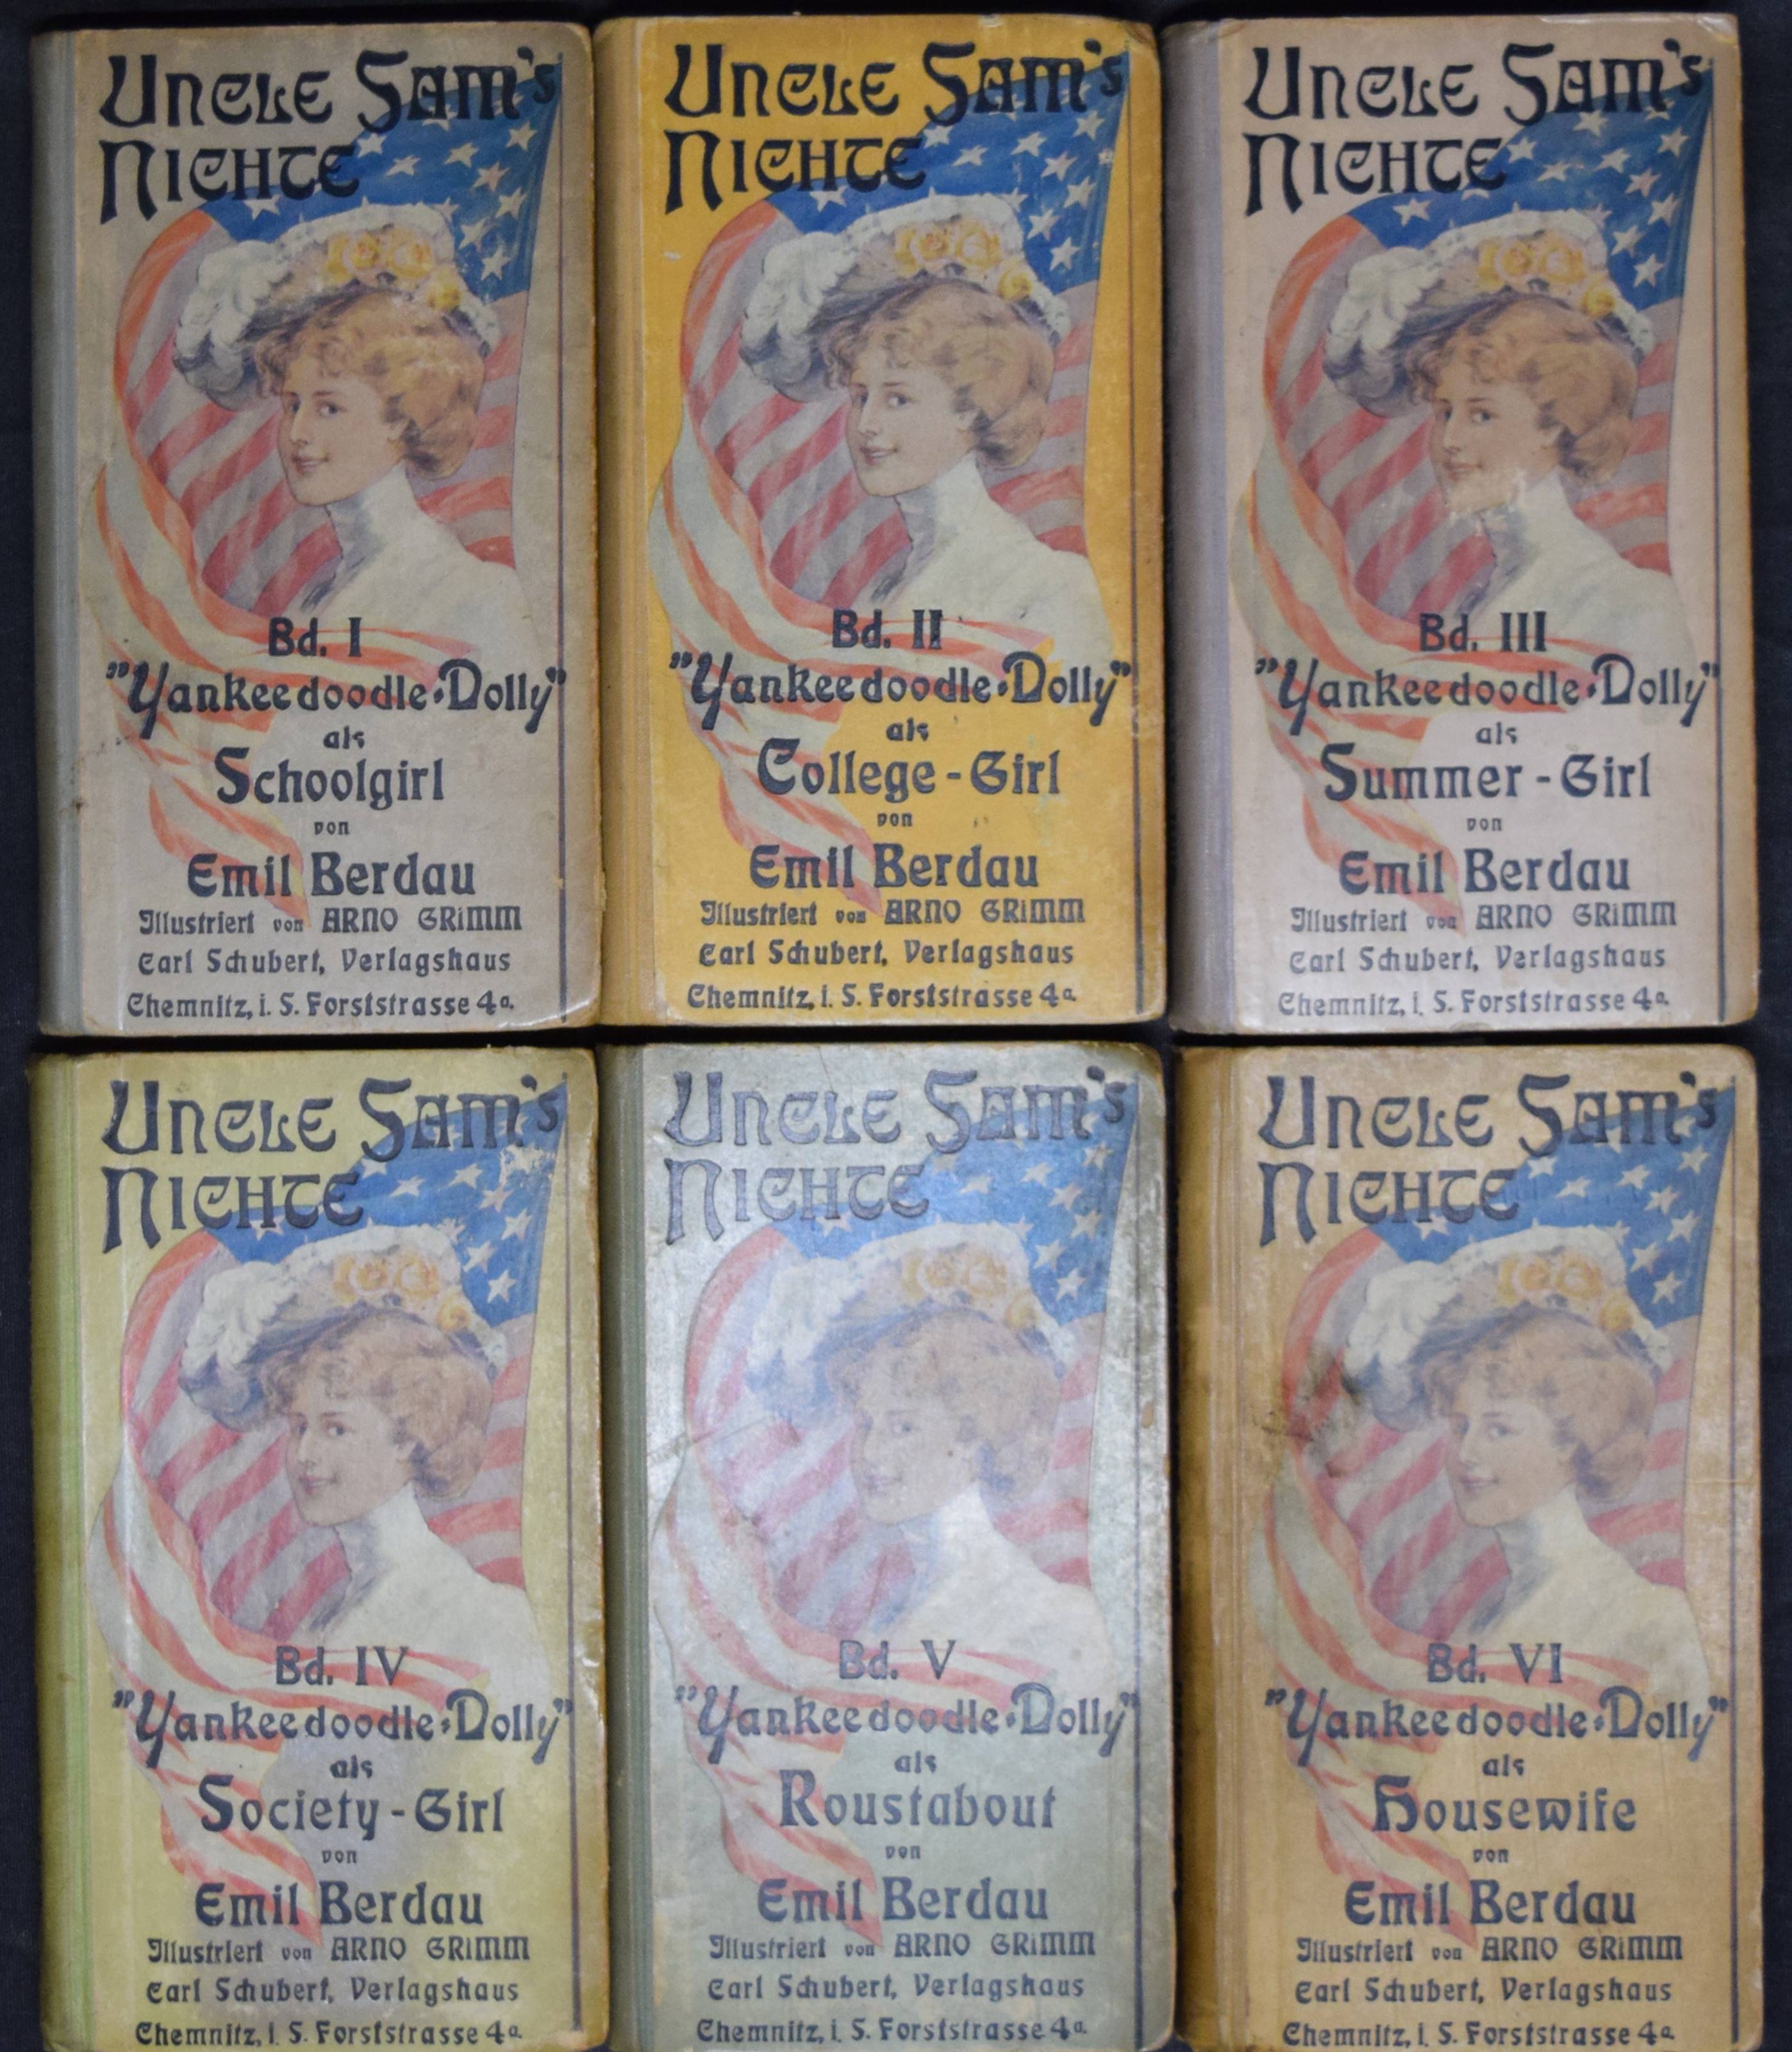 Uncle Sam's
Nichte
Bd. I
"Yankeedoodle-Dolly"
als
Schoolgirl
von
Emil Berdau
Illustriert von ARNO GRIMM
Carl Schubert, Verlagshaus
Chemnitz, i. S. Forststrasse 4a.
Uncle Sam's
Nichte
Bd. II
"Yankeedoodle-Dolly"
als
College-Girl
von
Emil Berdau
Illustriert von ARNO GRIMM
Carl Schubert, Verlagshaus
Chemnitz, i. S. Forststrasse 4a.
Uncle Sam's
Nichte
Bd. III
"Yankeedoodle-Dolly"
als
Summer-Girl
von
Emil Berdau
Illustriert von ARNO GRIMM
Carl Schubert, Verlagshaus
Chemnitz, i. S. Forststrasse 4a.
Uncle Sam's
Nichte
Bd. IV
"Yankeedoodle-Dolly"
als
Society-Girl
von
Emil Berdau
Illustriert von ARNO GRIMM
Carl Schubert, Verlagshaus
Chemnitz, i. S. Forststrasse 4a.
Uncle Sam's
Nichte
Bd. V
"Yankeedoodle-Dolly"
als
Roustabout
von
Emil Berdau
Illustriert von ARNO GRIMM
Carl Schubert, Verlagshaus
Chemnitz, i. S. Forststrasse 4a.
Uncle Sam's
Nichte
Bd. VI
"Yankeedoodle-Dolly"
als
Housewife
von
Emil Berdau
Illustriert von ARNO GRIMM
Carl Schubert, Verlagshaus
Chemnitz, i. S. Forststrasse 4a.